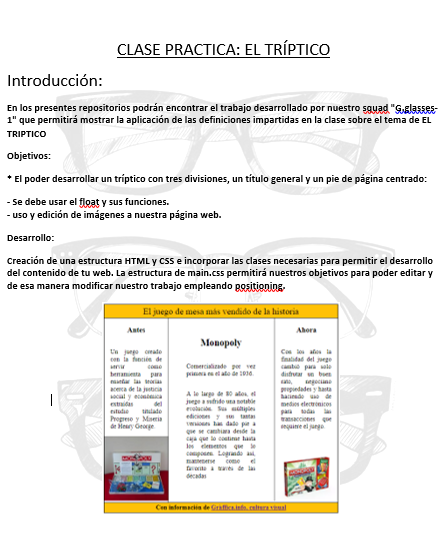 CLASE PRACTICA: EL TRÍPTICO
Introducción:
En los presentes repositorios podrán encontrar el trabajo desarrollado por nuestro squad "G.glasses-
1" que permitirá mostrar la aplicación de las definiciones impartidas en la clase sobre el tema de EL
TRIPTICO
Objetivos:
* El poder desarrollar un tríptico con tres divisiones, un título general y un pie de página centrado:
- Se debe usar el float y sus funciones.
- uso y edición de imágenes a nuestra página web.
Desarrollo:
Creación de una estructura HTML y CSS e incorporar las clases necesarias para permitir el desarrollo
del contenido de tu web. La estructura de main.css permitirá nuestros objetivos para poder editar y
de esa manera modificar nuestro trabajo empleando positioning.
El juego de mesa más vendido de la historia
Antes
Un juego creado
con la función de
servir como
herramienta para
enseñar las teorías
acerca de la justicia
social y económica
extraídas del
estudio titulado
Progreso y Miseria
de Henry George.
Monopoly
Comercializado por vez
primera en el año de 1936.
A lo largo de 80 años, el
juego a sufrido una notable
evolución. Sus múltiples
ediciones y sus tantas
versiones han dado por a
que se cambiara desde la
caja que lo contiene hasta
los elementos que lo
componen. Logrando así,
mantenerse como el
favorito a través de las
décadas
Ahora
Con los años la
finalidad del juego
cambió para solo
disfrutar un buen
rato, negociano
propiedades y hasta
haciendo uso de
medios electronicos
para todas las
transacciones que
requiere el juego.
Con información de Gráffica.info, cultura visual